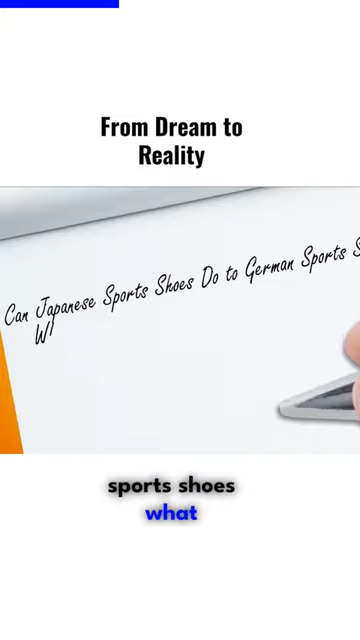 From Dream to
Reality
Can Japanese Sports Shoes Do to German Sports S
W
sports shoes
what